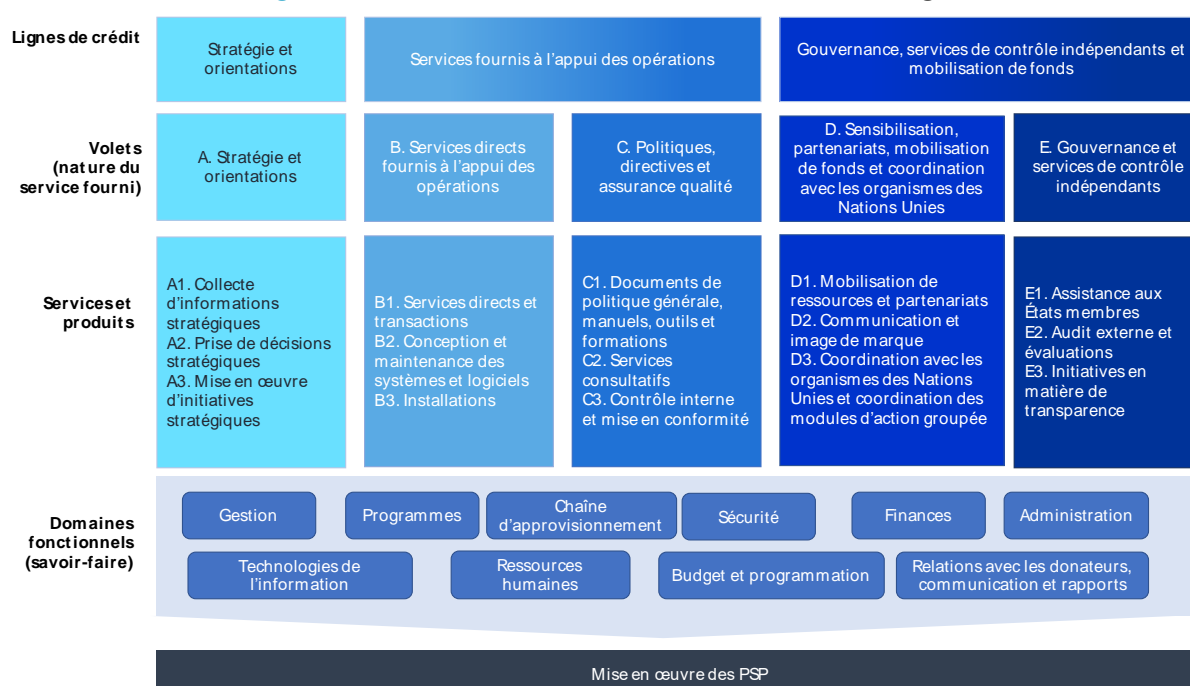 Lignes de crédit
Stratégie et
orientations
Services fournis à l'appui des opérations
Gouvernance, services de contrôle indépendants et
mobilisation de fonds
Volets
(nature du
service fourni)
A. Stratégie et
orientations
B. Services directs
fournis à l'appui des
opérations
C. Politiques,
directives et
assurance qualité
D. Sensibilisation,
partenariats, mobilisation
de fonds et coordination
avec les organismes des
Nations Unies
E. Gouvernance et
services de contrôle
indépendants
Services et
produits
A1. Collecte
d'informations
stratégiques
A2. Prise de décisions
stratégiques
A3. Mise en œuvre
d'initiatives
stratégiques
B1. Services directs et
transactions
B2. Conception et
maintenance des
systèmes et logiciels
B3. Installations
C1. Documents de
politique générale,
manuels, outils et
formations
C2. Services
consultatifs
C3. Contrôle interne
et mise en conformité
D1. Mobilisation de
ressources et partenariats
D2. Communication et
image de marque
D3. Coordination avec les
organismes des Nations
Unies et coordination des
modules d'action groupée
E1. Assistance aux
États membres
E2. Audit externe et
évaluations
E3. Initiatives en
matière de
transparence
Domaines
fonctionnels
(savoir-faire)
Gestion
Programmes
Chaîne
d'approvisionnement
Sécurité
Finances
Administration
Technologies de
l'information
Ressources
humaines
Budget et programmation
Relations avec les donateurs,
communication et rapports
Mise en œuvre des PSP